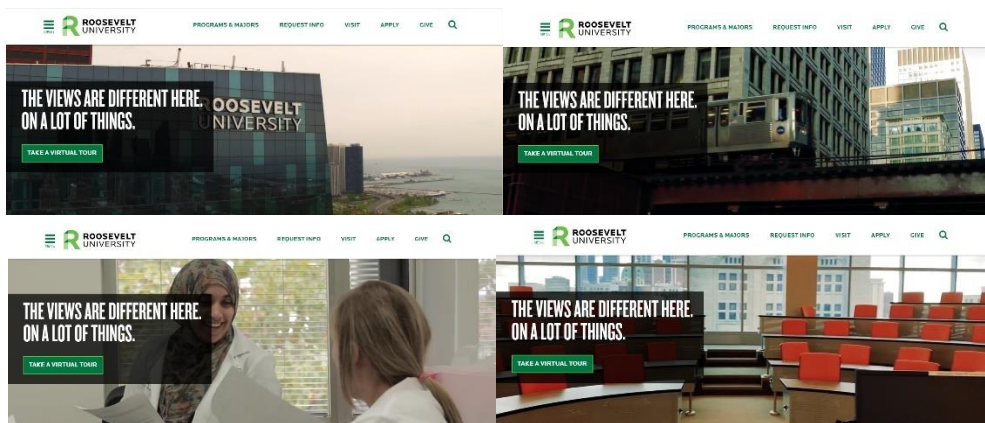 ROOSEVELT
UNIVERSITY
PROGRAMS & MAJORS REQUEST INFO VISIT APPLY GIVE
THE VIEWS ARE DIFFERENT HERE.
ON A LOT OF THINGS.
TAKE A VIRTUAL TOUR
ROOSEVELT
UNIVERSITY
MENU
ROOSEVELT
UNIVERSITY
PROGRAMS & MAJORS REQUEST INFO VISIT APPLY GIVE
THE VIEWS ARE DIFFERENT HERE.
ON A LOT OF THINGS.
TAKE A VIRTUAL TOUR
ROOSEVELT
UNIVERSITY
PROGRAMS & MAJORS REQUEST INFO VISIT APPLY GIVE
THE VIEWS ARE DIFFERENT HERE.
ON A LOT OF THINGS.
TAKE A VIRTUAL TOUR
ROOSEVELT
UNIVERSITY
PROGRAMS & MAJORS REQUEST INFO VISIT APPLY GIVE
THE VIEWS ARE DIFFERENT HERE.
ON A LOT OF THINGS.
TAKE A VIRTUAL TOUR